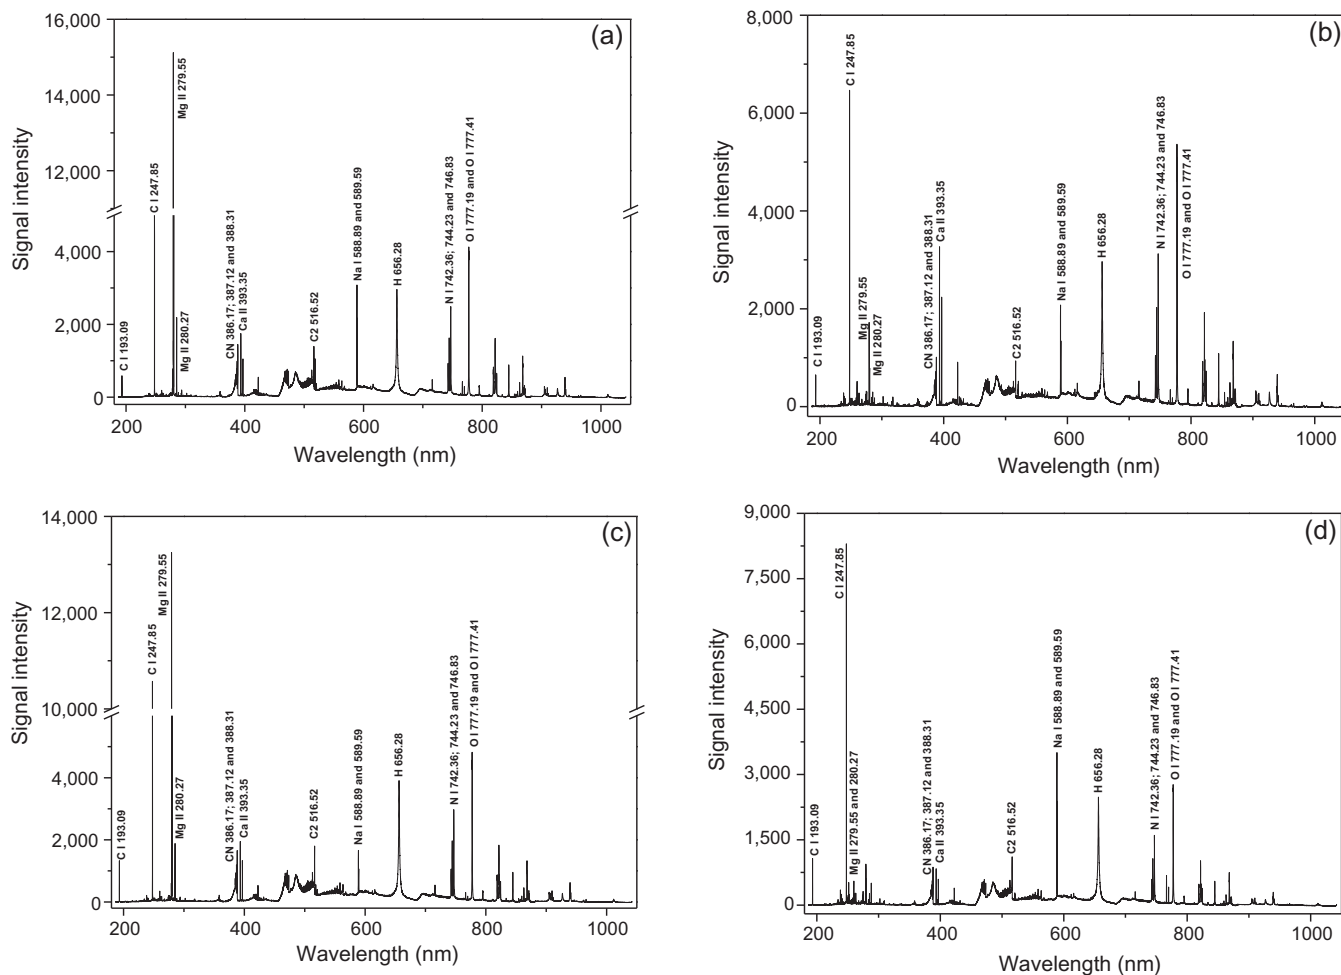 (a)
16,000
14,000
12,000
4,000
2,000
0
Signal intensity
200
400
600
800
1000
Wavelength (nm)
C I 193.09
C I 247.85
Mg II 279.55
Mg II 280.27
CN 386.17; 387.12 and 388.31
Ca II 393.35
C2 516.52
Na I 588.89 and 589.59
H 656.28
N I 742.36; 744.23 and 746.83
O I 777.19 and O I 777.41
(b)
8,000
6,000
4,000
2,000
0
Signal intensity
200
400
600
800
1000
Wavelength (nm)
C I 193.09
C I 247.85
Mg II 279.55
Mg II 280.27
CN 386.17; 387.12 and 388.31
Ca II 393.35
C2 516.52
Na I 588.89 and 589.59
H 656.28
N I 742.36; 744.23 and 746.83
O I 777.19 and O I 777.41
(c)
14,000
12,000
10,000
4,000
2,000
0
Signal intensity
200
400
600
800
1000
Wavelength (nm)
C I 193.09
C I 247.85
Mg II 279.55
Mg II 280.27
CN 386.17; 387.12 and 388.31
Ca II 393.35
C2 516.52
Na I 588.89 and 589.59
H 656.28
N I 742.36; 744.23 and 746.83
O I 777.19 and O I 777.41
(d)
9,000
7,500
6,000
4,500
3,000
1,500
0
Signal intensity
200
400
600
800
1000
Wavelength (nm)
C I 193.09
C I 247.85
Mg II 279.55 and 280.27
CN 386.17; 387.12 and 388.31
Ca II 393.35
C2 516.52
Na I 588.89 and 589.59
H 656.28
N I 742.36; 744.23 and 746.83
O I 777.19 and O I 777.41